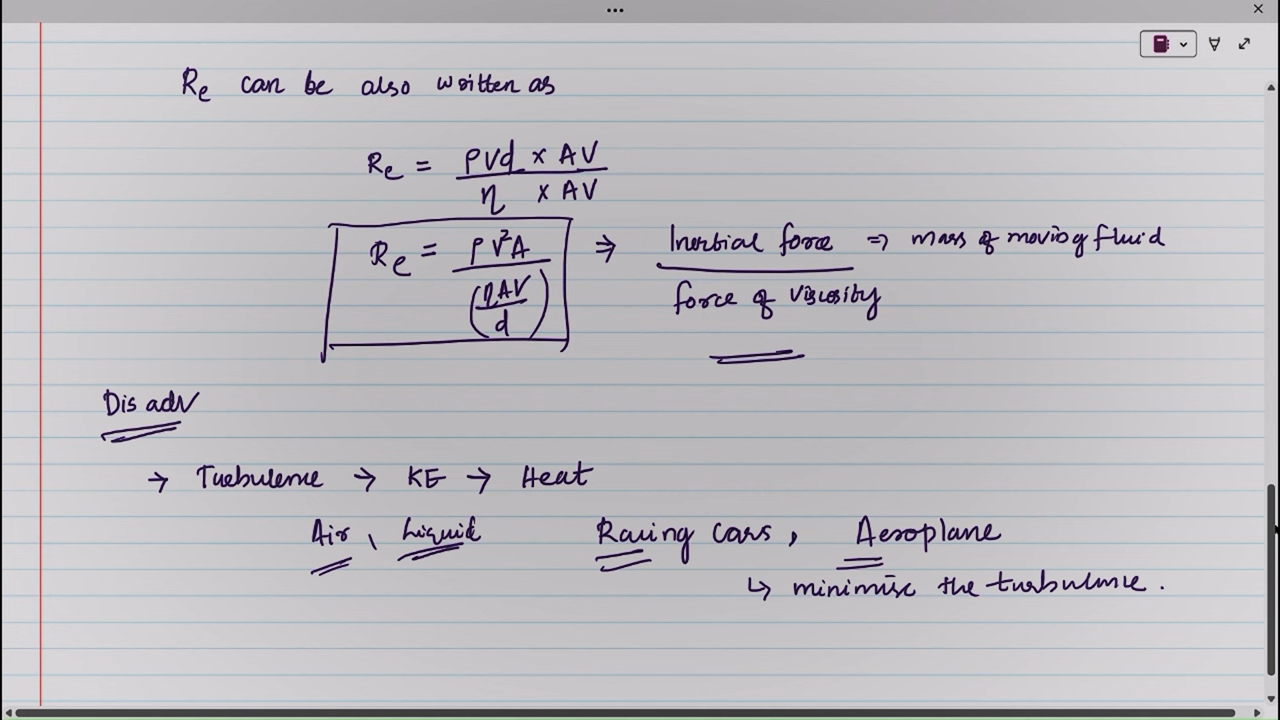 Re can be also written as
Re = ρVd × AV / η × AV
Re = ρV²A / (ηAV/d) ⇒ Inertial force / force of viscosity ⇒ mass of moving fluid
Dis adv
→ Turbulence → KE → Heat
Air, Liquid Racing cars, Aeroplane
↳ minimise the turbulence.